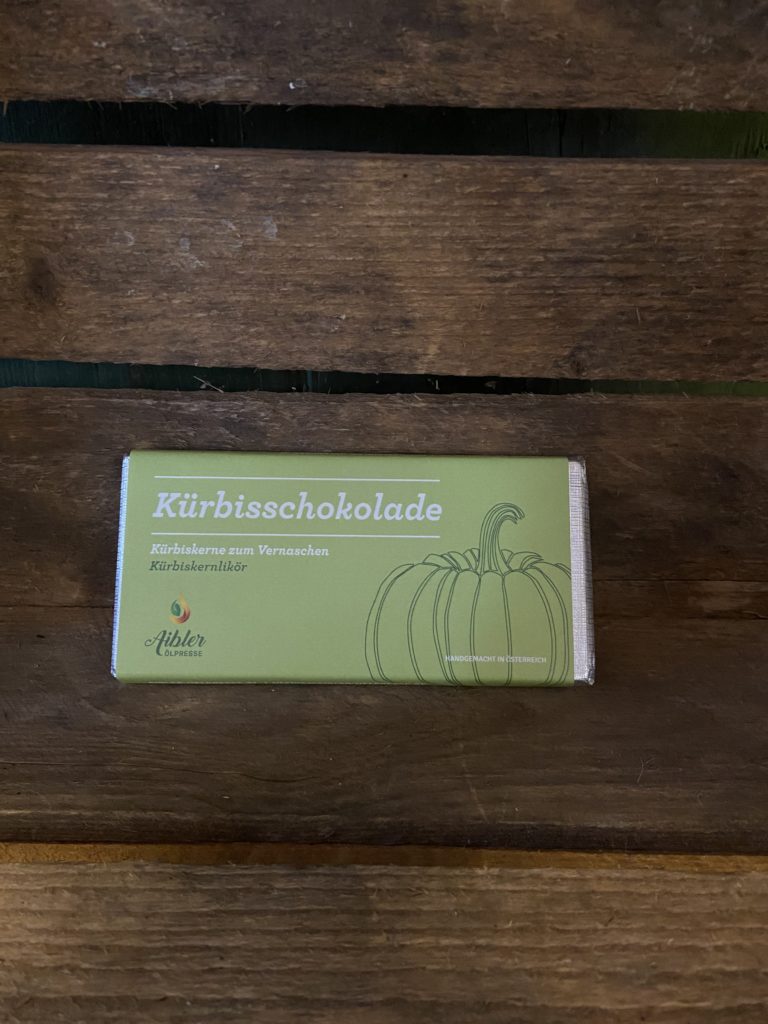 Kürbisschokolade
Kürbiskerne zum Vernaschen
Kürbiskernlikör
Aibler
ÖLPRESSE
HANDGEMACHT IN ÖSTERREICH